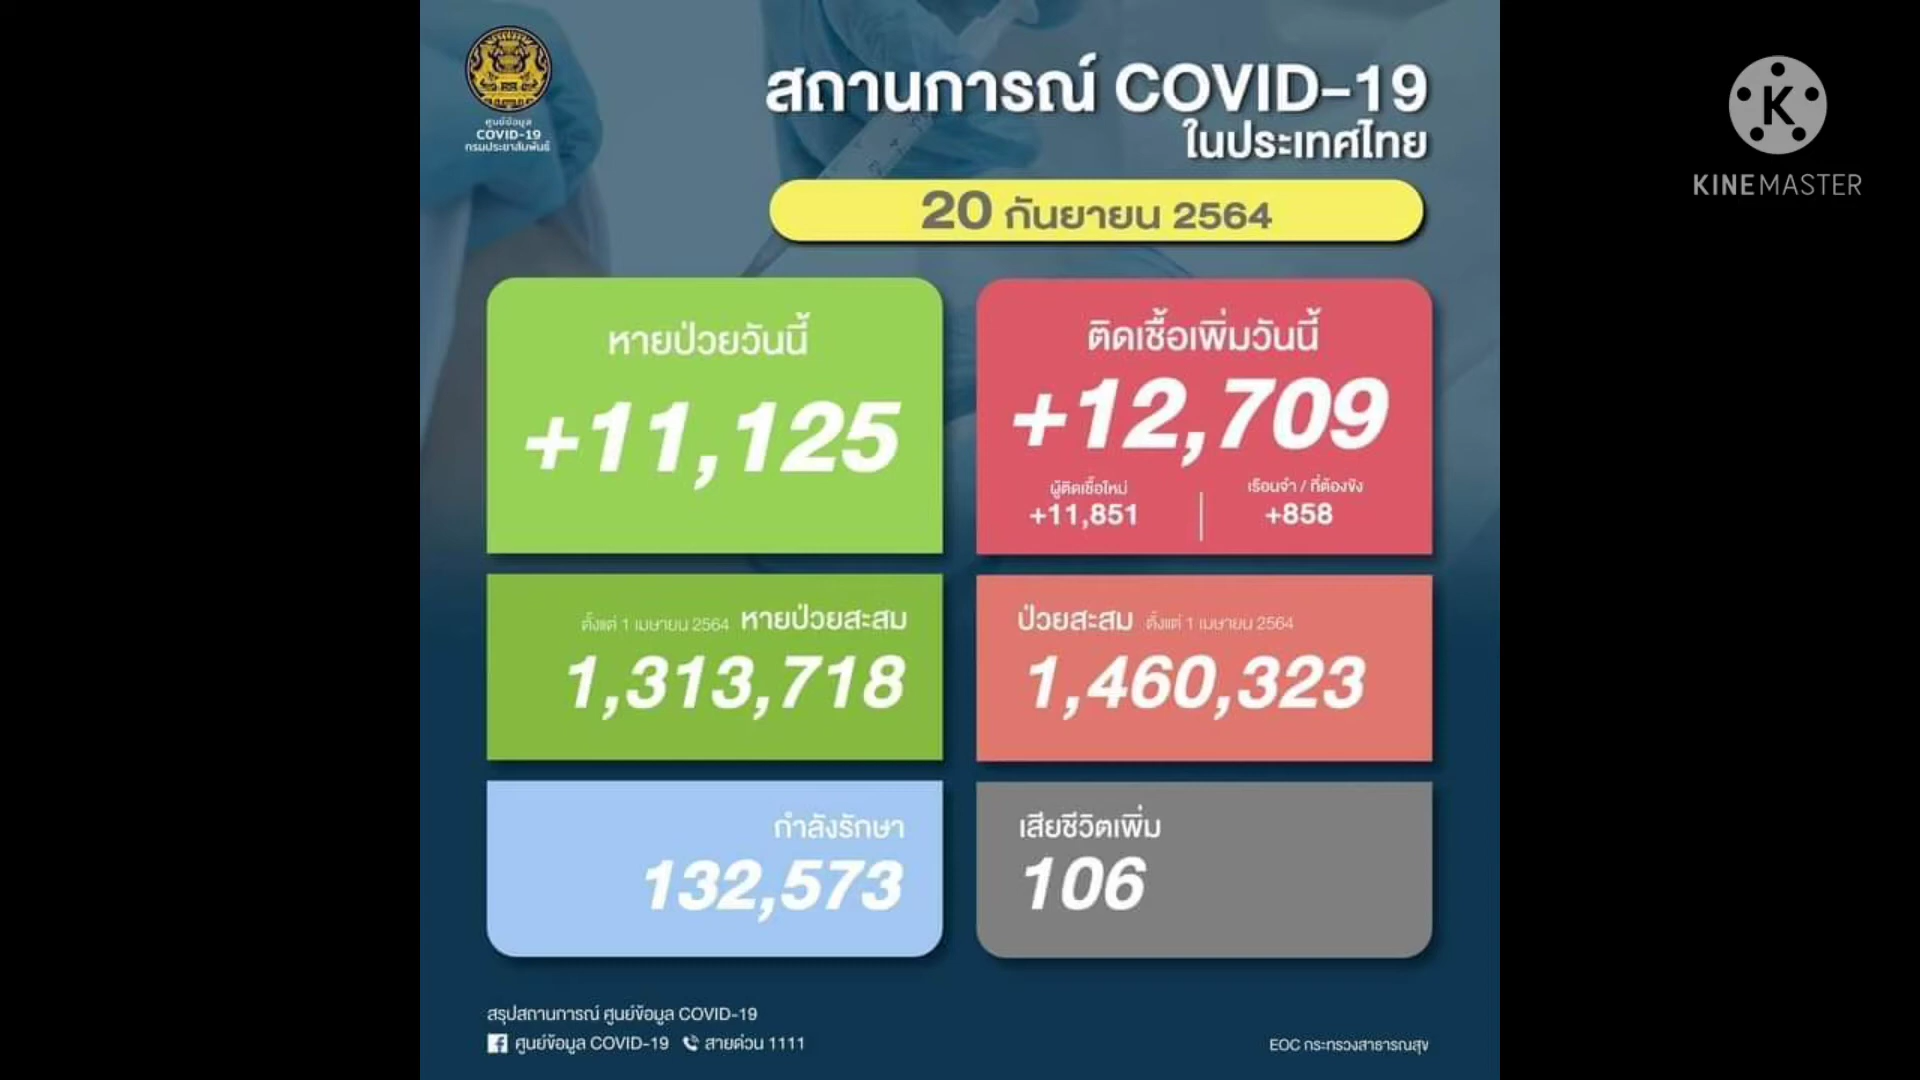 ศูนย์ข้อมูล
COVID-19
กรมประชาสัมพันธ์
สถานการณ์ COVID-19
ในประเทศไทย
20 กันยายน 2564
K
KINEMASTER
หายป่วยวันนี้
+11,125
ติดเชื้อเพิ่มวันนี้
+12,709
ผู้ติดเชื้อใหม่
+11,851
เรือนจำ / ที่ต้องขัง
+858
ตั้งแต่ 1 เมษายน 2564 หายป่วยสะสม
1,313,718
ป่วยสะสม ตั้งแต่ 1 เมษายน 2564
1,460,323
กำลังรักษา
132,573
เสียชีวิตเพิ่ม
106
สรุปสถานการณ์ ศูนย์ข้อมูล COVID-19
ศูนย์ข้อมูล COVID-19 สายด่วน 1111
EOC กระทรวงสาธารณสุข